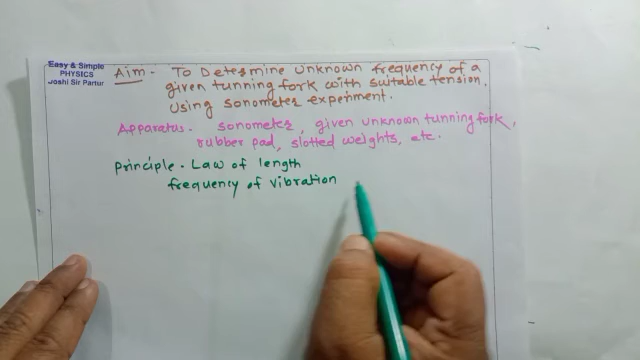 Easy & Simple
PHYSICS
Joshi Sir Partur
Aim - To Determine unknown frequency of a
given tunning fork with suitable tension.
Using sonometer experiment.
Apparatus. sonometer, given unknown tunning fork,
rubber pad, slotted weights, etc.
Principle. Law of length
frequency of vibration